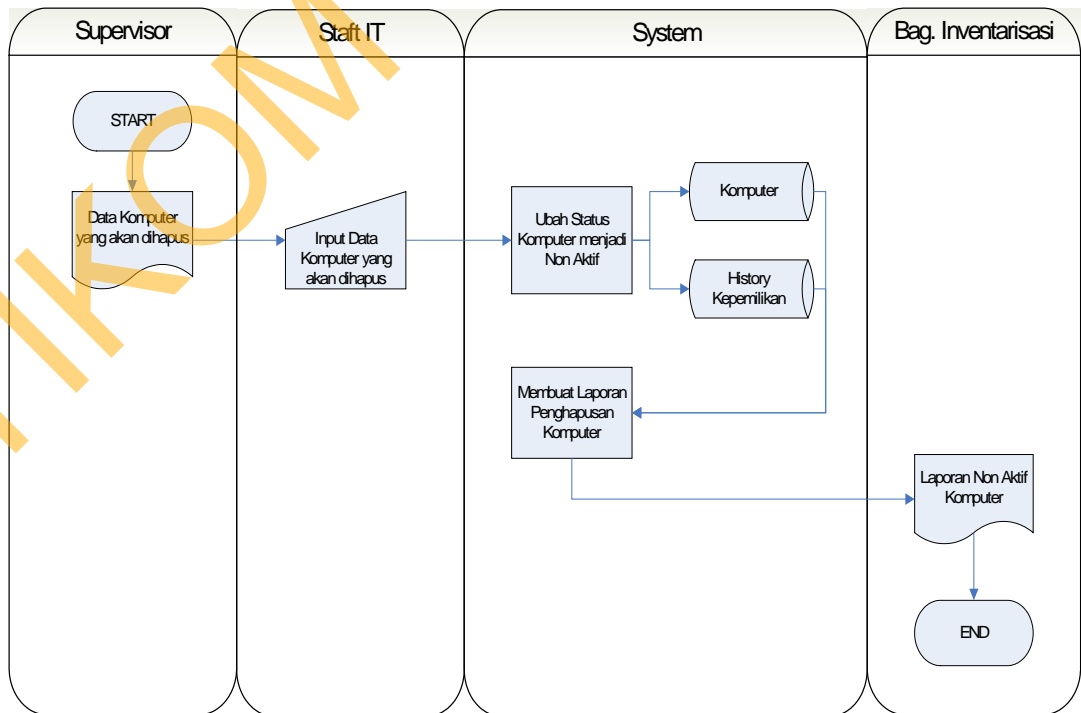 Supervisor
Staft IT
System
Bag. Inventarisasi
START
Data Komputer
yang akan dihapus
Input Data
Komputer yang
akan dihapus
Ubah Status
Komputer menjadi
Non Aktif
Komputer
History
Kepemilikan
Membuat Laporan
Penghapusan
Komputer
Laporan Non Aktif
Komputer
END
IKOM